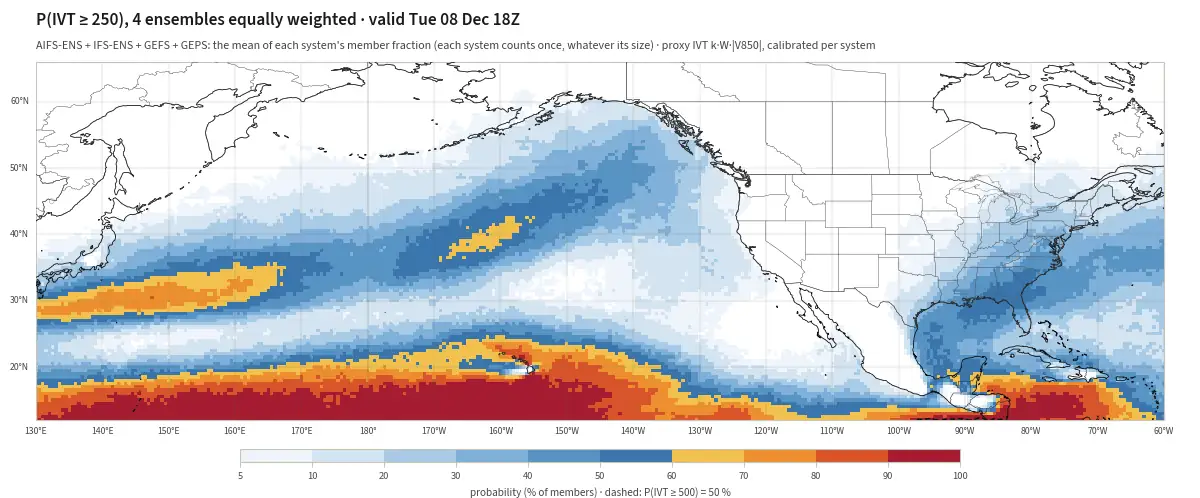 P(IVT ≥ 250), 4 ensembles equally weighted · valid Tue 08 Dec 18Z
AIFS-ENS + IFS-ENS + GEFS + GEPS: the mean of each system's member fraction (each system counts once, whatever its size) · proxy IVT k·W·|V850|, calibrated per system
60°N
50°N
40°N
30°N
20°N
130°E 140°E 150°E 160°E 170°E 180° 170°W 160°W 150°W 140°W 130°W 120°W 110°W 100°W 90°W 80°W 70°W 60°W
5 10 20 30 40 50 60 70 80 90 100
probability (% of members) · dashed: P(IVT ≥ 500) = 50 %